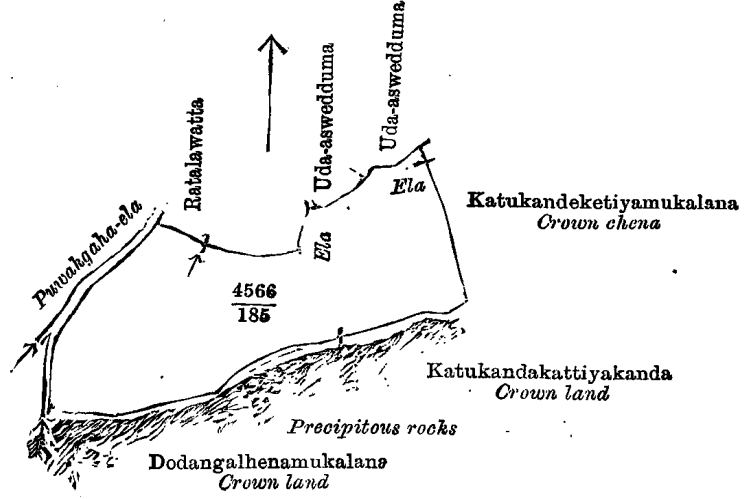 Uda-aswedduma
Uda-aswedduma
Ratalawatta
Ela
Katukandeketiyamukalana
Crown chena
Puwakgaha-ela
Ela
4566
185
Katukandakattiyakanda
Crown land
Precipitous rocks
Dodangalhenamukalana
Crown land